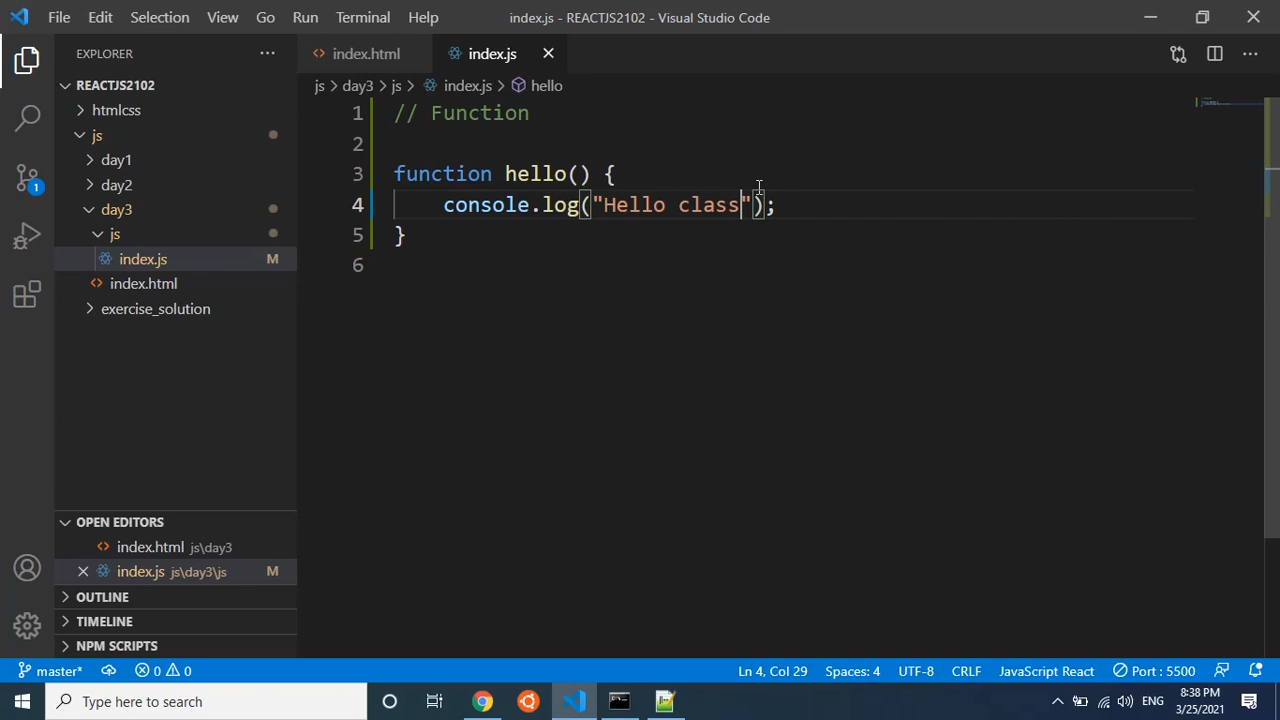 File Edit Selection View Go Run Terminal Help index.js - REACTJS2102 - Visual Studio Code
EXPLORER
REACTJS2102
htmlcss
js
day1
day2
day3
js
index.js M
index.html
exercise_solution
OPEN EDITORS
index.html js\day3
index.js js\day3\js M
OUTLINE
TIMELINE
NPM SCRIPTS
index.html index.js
js > day3 > js > index.js > hello
1 // Function
2
3 function hello() {
4 console.log("Hello class");
5 }
6
1
master* 0 0 Ln 4, Col 29 Spaces: 4 UTF-8 CRLF JavaScript React Port : 5500
Type here to search
ENG
8:38 PM
3/25/2021